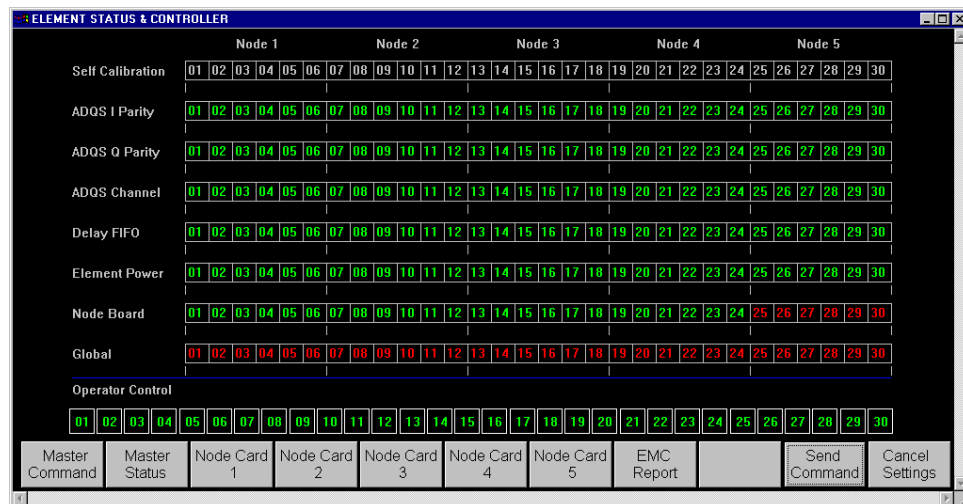 ELEMENT STATUS & CONTROLLER
Node 1 Node 2 Node 3 Node 4 Node 5
Self Calibration 01 02 03 04 05 06 07 08 09 10 11 12 13 14 15 16 17 18 19 20 21 22 23 24 25 26 27 28 29 30
ADQS I Parity 01 02 03 04 05 06 07 08 09 10 11 12 13 14 15 16 17 18 19 20 21 22 23 24 25 26 27 28 29 30
ADQS Q Parity 01 02 03 04 05 06 07 08 09 10 11 12 13 14 15 16 17 18 19 20 21 22 23 24 25 26 27 28 29 30
ADQS Channel 01 02 03 04 05 06 07 08 09 10 11 12 13 14 15 16 17 18 19 20 21 22 23 24 25 26 27 28 29 30
Delay FIFO 01 02 03 04 05 06 07 08 09 10 11 12 13 14 15 16 17 18 19 20 21 22 23 24 25 26 27 28 29 30
Element Power 01 02 03 04 05 06 07 08 09 10 11 12 13 14 15 16 17 18 19 20 21 22 23 24 25 26 27 28 29 30
Node Board 01 02 03 04 05 06 07 08 09 10 11 12 13 14 15 16 17 18 19 20 21 22 23 24 25 26 27 28 29 30
Global 01 02 03 04 05 06 07 08 09 10 11 12 13 14 15 16 17 18 19 20 21 22 23 24 25 26 27 28 29 30
Operator Control
01 02 03 04 05 06 07 08 09 10 11 12 13 14 15 16 17 18 19 20 21 22 23 24 25 26 27 28 29 30
Master Master Node Card Node Card Node Card Node Card Node Card EMC Send Cancel
Command Status 1 2 3 4 5 Report Command Settings